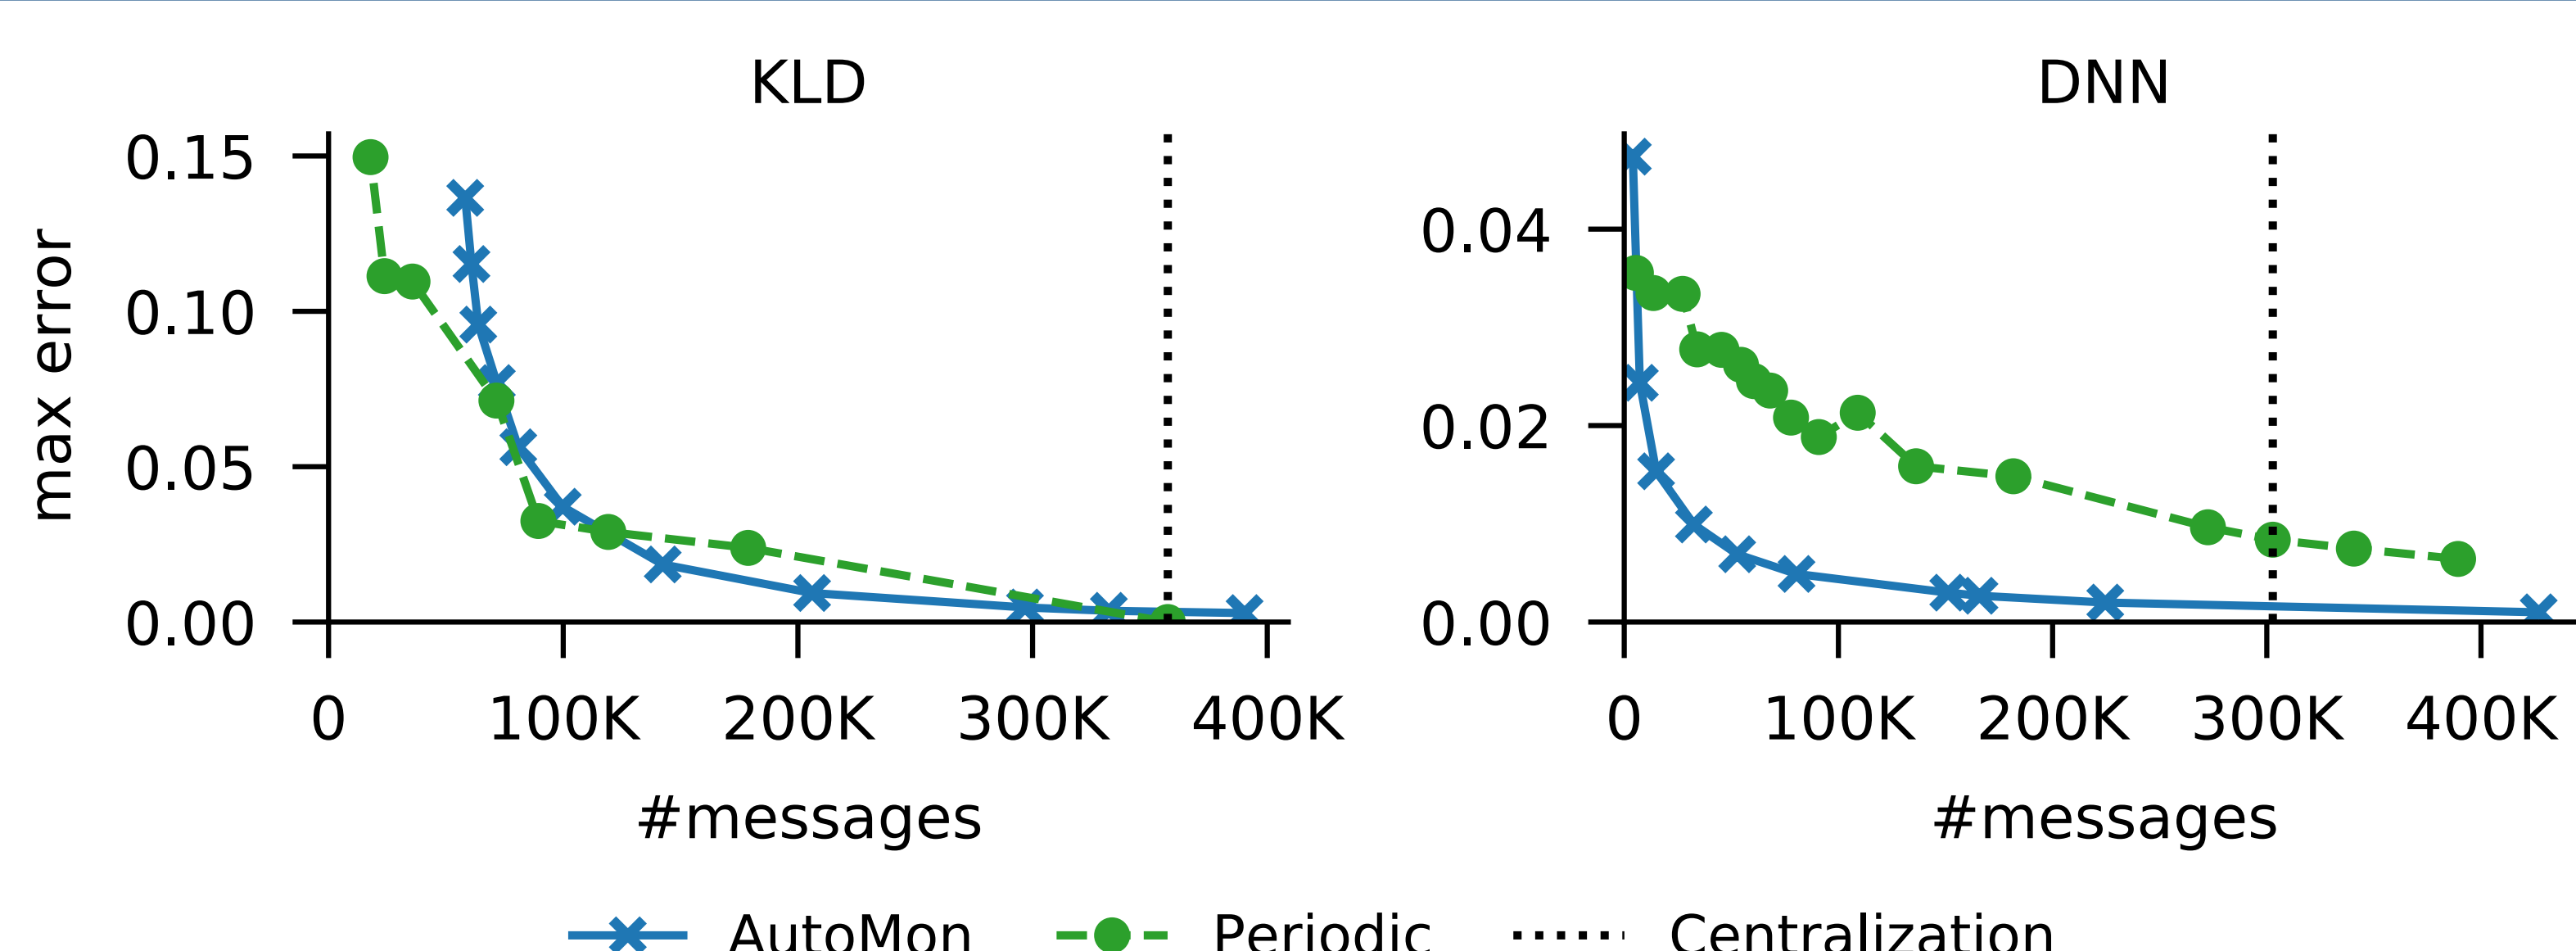 KLD
DNN
max error
0.15
0.10
0.05
0.00
0
100K
200K
300K
400K
#messages
0.04
0.02
0.00
0
100K
200K
300K
400K
#messages
AutoMon
Periodic
Centralization